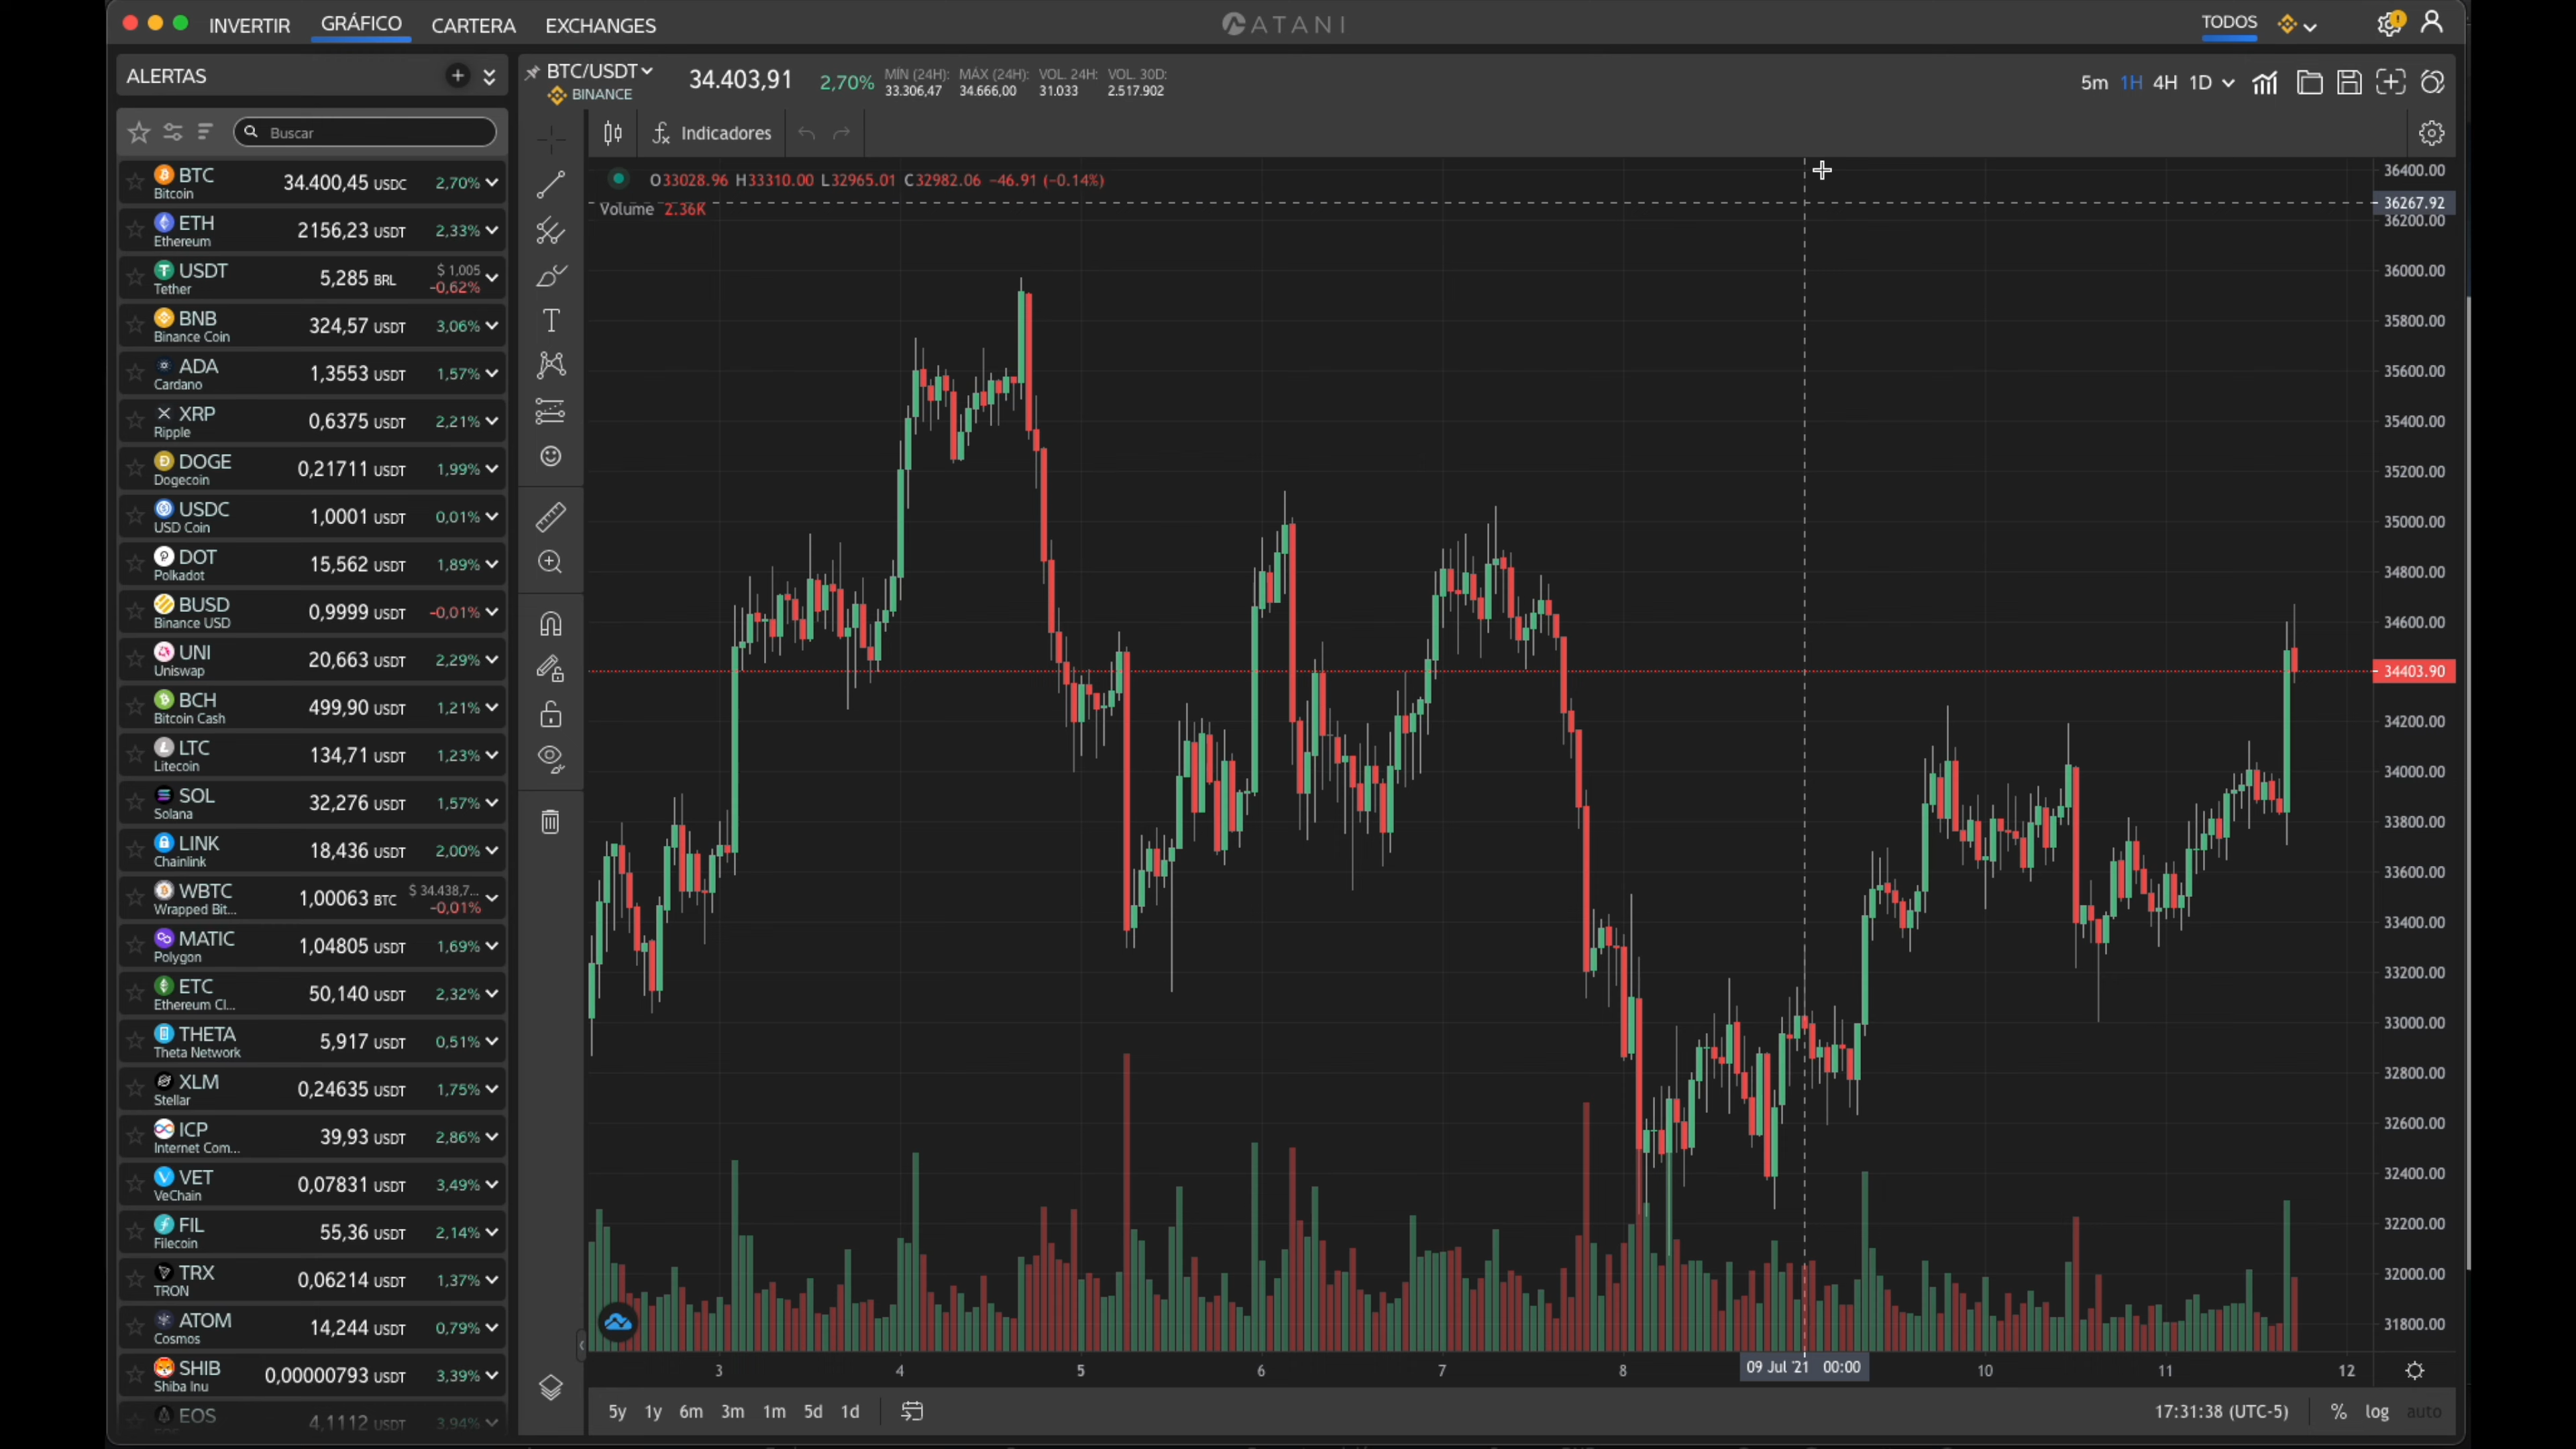 INVERTIR GRÁFICO CARTERA EXCHANGES ATANI TODOS
ALERTAS
Buscar
BTC 34.400,45 USDC 2,70%
Bitcoin
ETH 2156,23 USDT 2,33%
Ethereum
USDT 5,285 BRL $ 1,005
Tether -0,62%
BNB 324,57 USDT 3,06%
Binance Coin
ADA 1,3553 USDT 1,57%
Cardano
XRP 0,6375 USDT 2,21%
Ripple
DOGE 0,21711 USDT 1,99%
Dogecoin
USDC 1,0001 USDT 0,01%
USD Coin
DOT 15,562 USDT 1,89%
Polkadot
BUSD 0,9999 USDT -0,01%
Binance USD
UNI 20,663 USDT 2,29%
Uniswap
BCH 499,90 USDT 1,21%
Bitcoin Cash
LTC 134,71 USDT 1,23%
Litecoin
SOL 32,276 USDT 1,57%
Solana
LINK 18,436 USDT 2,00%
Chainlink
WBTC 1,00063 BTC $ 34.438,7...
Wrapped Bit... -0,01%
MATIC 1,04805 USDT 1,69%
Polygon
ETC 50,140 USDT 2,32%
Ethereum Cl...
THETA 5,917 USDT 0,51%
Theta Network
XLM 0,24635 USDT 1,75%
Stellar
ICP 39,93 USDT 2,86%
Internet Com...
VET 0,07831 USDT 3,49%
VeChain
FIL 55,36 USDT 2,14%
Filecoin
TRX 0,06214 USDT 1,37%
TRON
ATOM 14,244 USDT 0,79%
Cosmos
SHIB 0,00000793 USDT 3,39%
Shiba Inu
EOS 4,1112 USDT 3,94%
BTC/USDT 34.403,91 2,70% MÍN (24H): MÁX (24H): VOL. 24H: VOL. 30D:
BINANCE 33.306,47 34.666,00 31.033 2.517.902
5m 1H 4H 1D
Indicadores
O33028.96 H33310.00 L32965.01 C32982.06 −46.91 (−0.14%)
Volume 2.36K
36400.00
36267.92
36200.00
36000.00
35800.00
35600.00
35400.00
35200.00
35000.00
34800.00
34600.00
34403.90
34200.00
34000.00
33800.00
33600.00
33400.00
33200.00
33000.00
32800.00
32600.00
32400.00
32200.00
32000.00
31800.00
3 4 5 6 7 8 09 Jul '21 00:00 10 11 12
5y 1y 6m 3m 1m 5d 1d 17:31:38 (UTC-5) % log auto